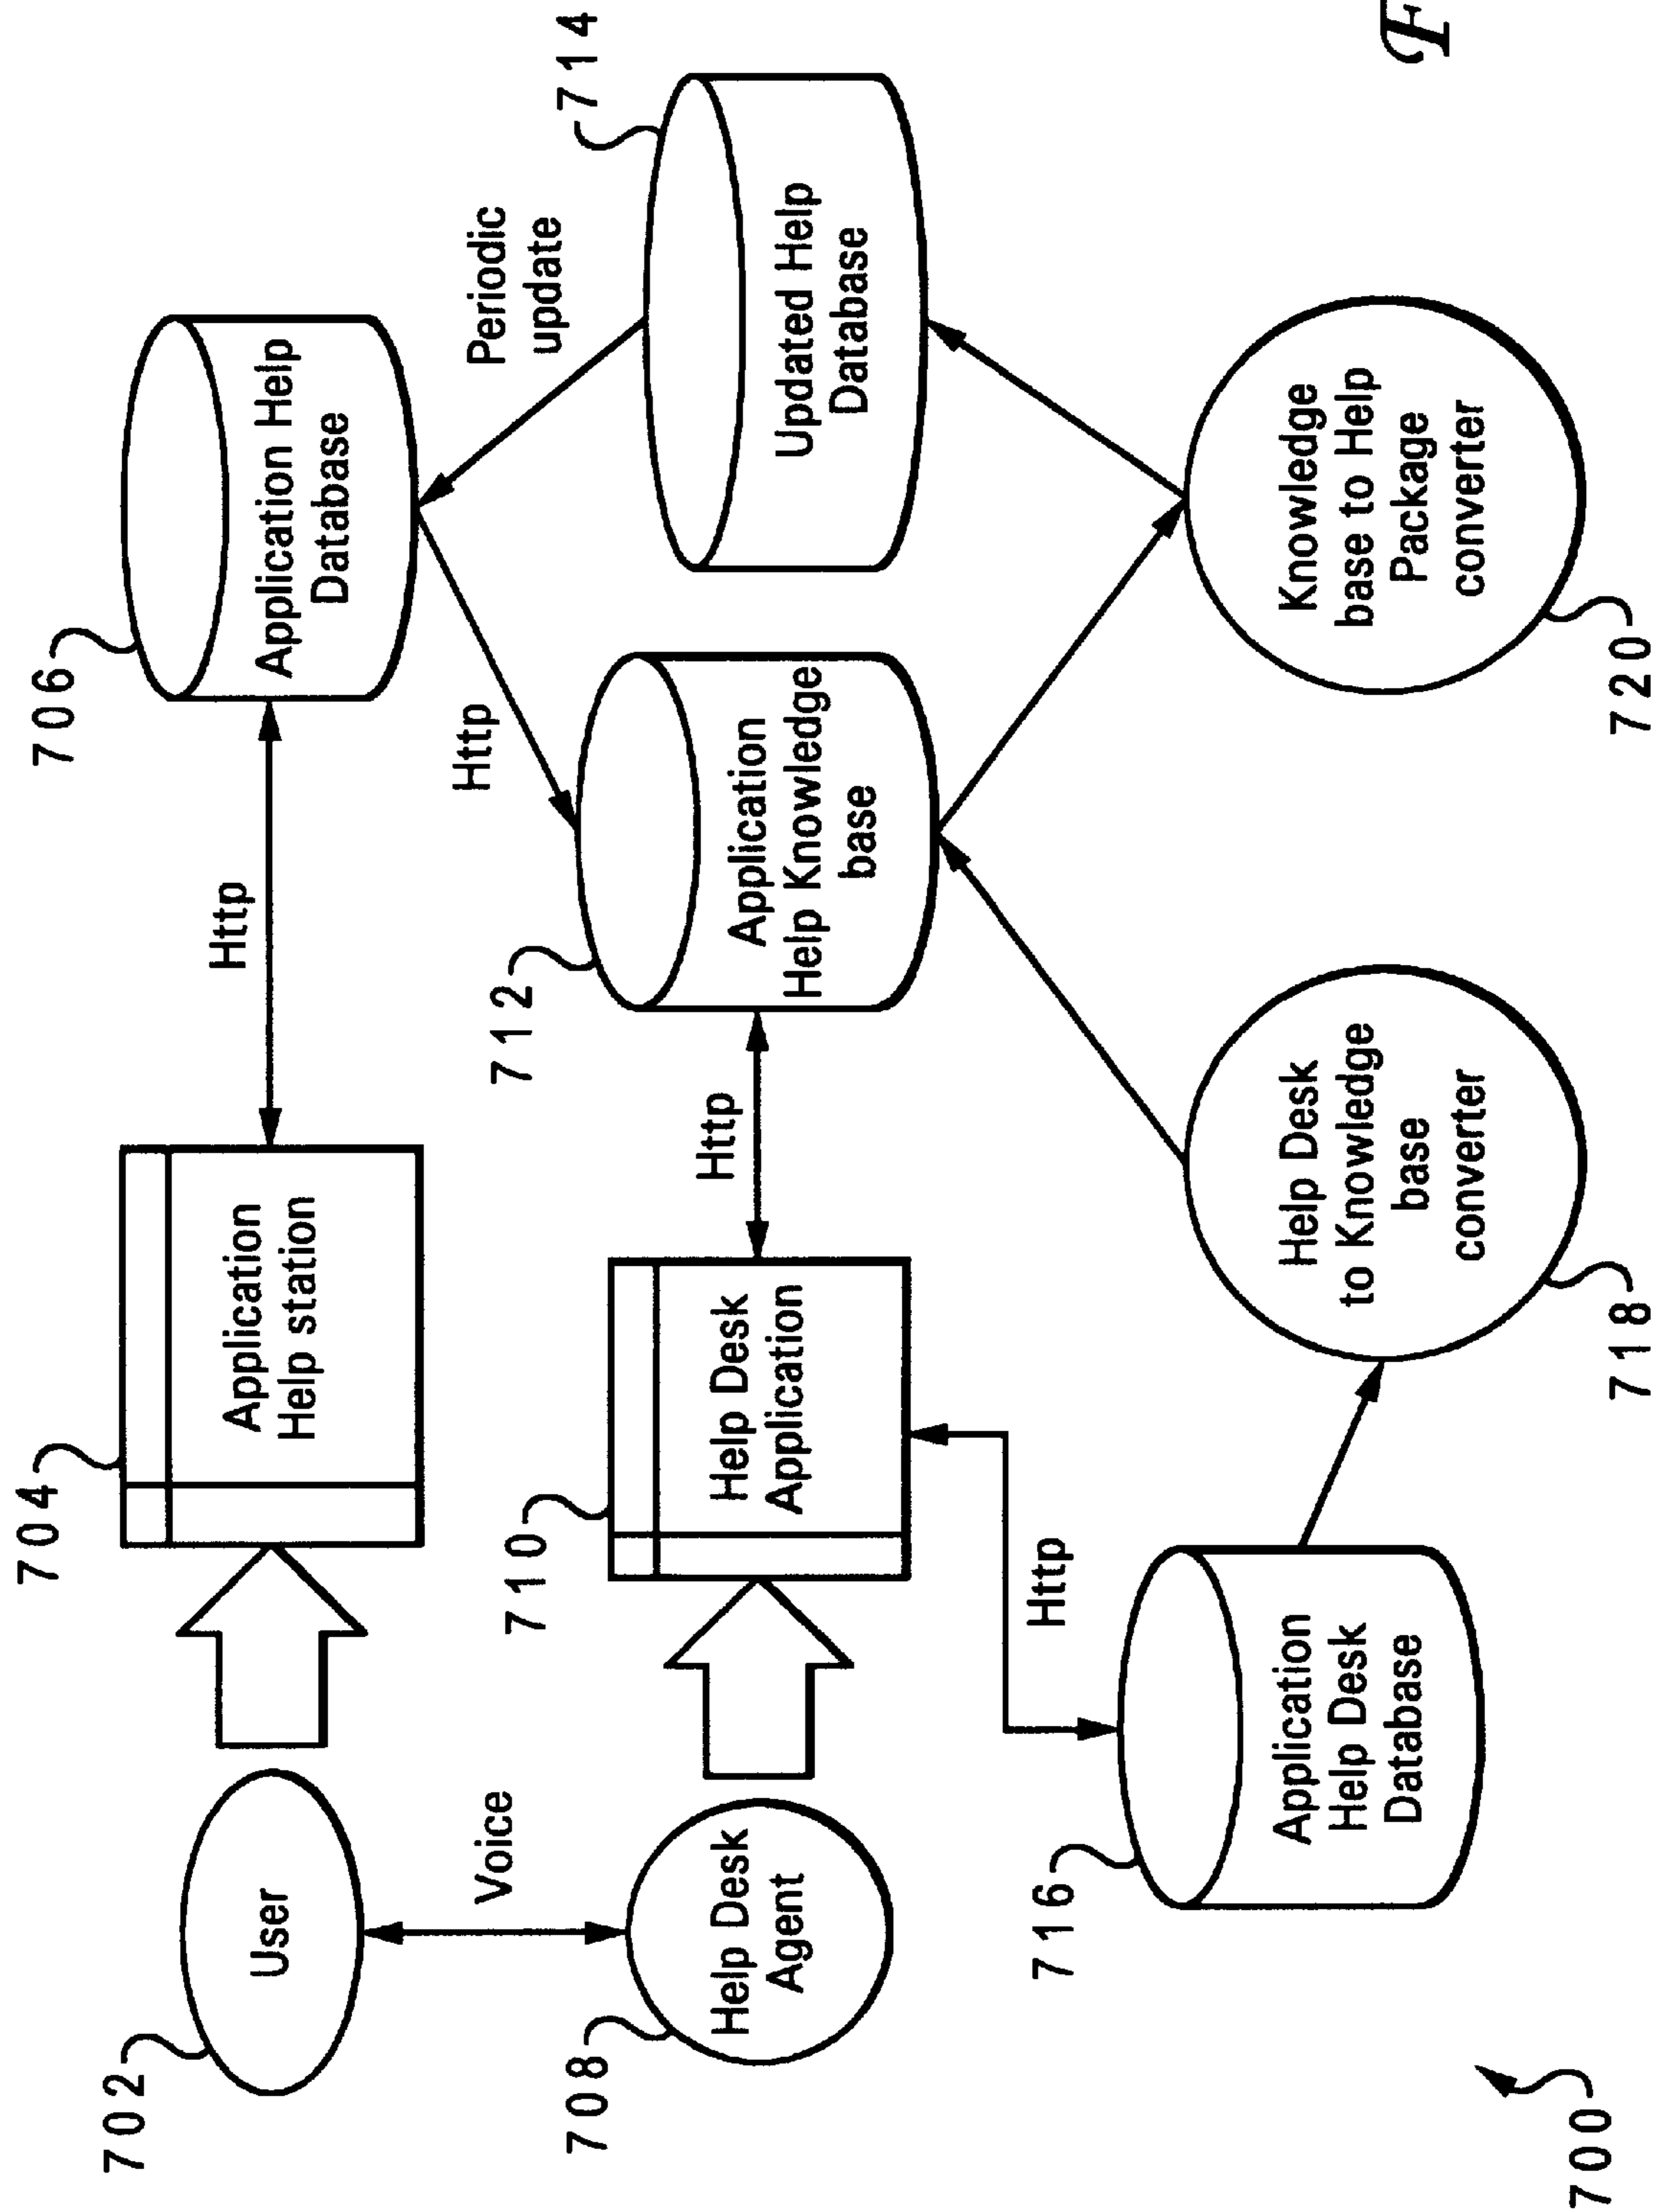 702
User
704
Application
Help station
Http
706
Application Help
Database
Voice
Http
Periodic
update
714
708
Help Desk
Agent
710
Help Desk
Application
Http
712
Application
Help Knowledge
base
Updated Help
Database
Http
716
Application
Help Desk
Database
Help Desk
to Knowledge
base
converter
718
Knowledge
base to Help
Package
converter
720
700
F